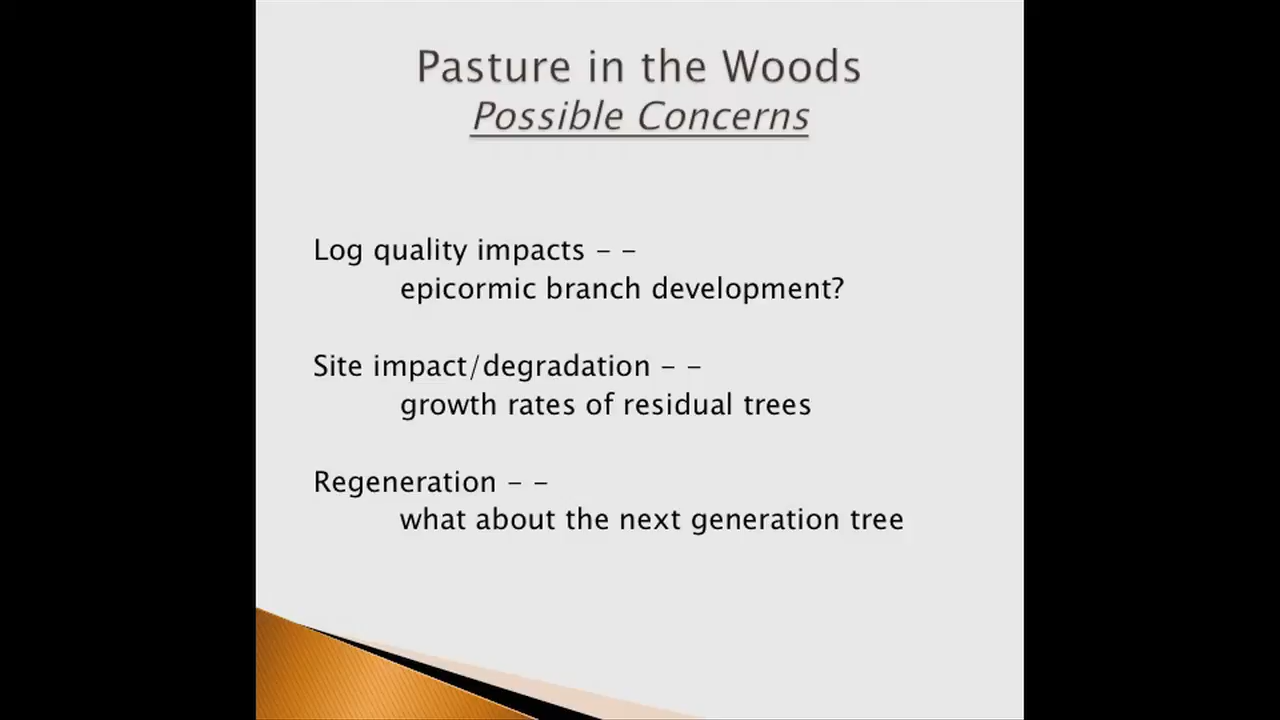 Pasture in the Woods
Possible Concerns
Log quality impacts - -
epicormic branch development?
Site impact/degradation - -
growth rates of residual trees
Regeneration - -
what about the next generation tree